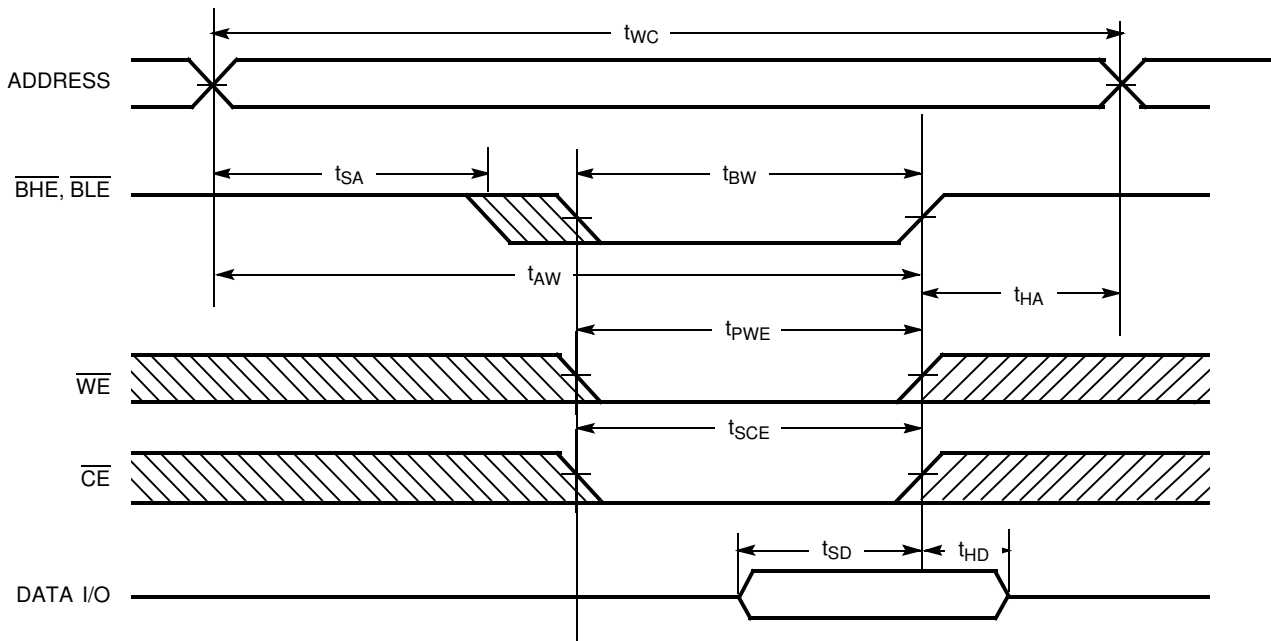 tWC
ADDRESS
tSA
tBW
BHE, BLE
tAW
tHA
tPWE
WE
tSCE
CE
tSD
tHD
DATA I/O